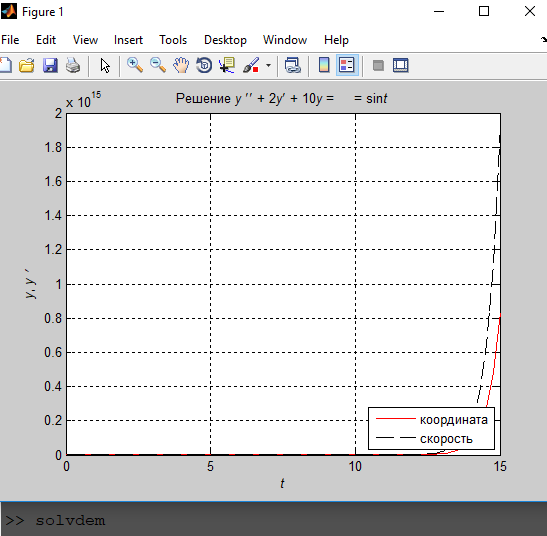 Figure 1
File Edit View Insert Tools Desktop Window Help
x 10^15
Решение y '' + 2y' + 10y = = sint
2
1.8
1.6
1.4
1.2
1
0.8
0.6
0.4
0.2
0
y, y '
0 5 10 15
t
координата
скорость
>> solvdem